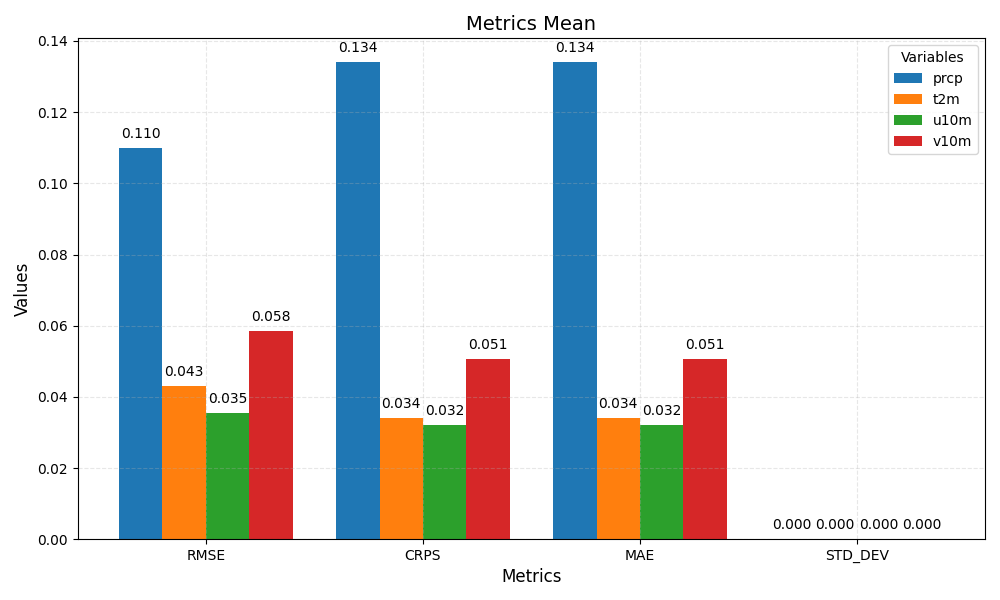 Metrics Mean
Values
0.14
0.12
0.10
0.08
0.06
0.04
0.02
0.00
0.110
0.043
0.035
0.058
0.134
0.034
0.032
0.051
0.134
0.034
0.032
0.051
0.000 0.000 0.000 0.000
Variables
prcp
t2m
u10m
v10m
RMSE CRPS MAE STD_DEV
Metrics